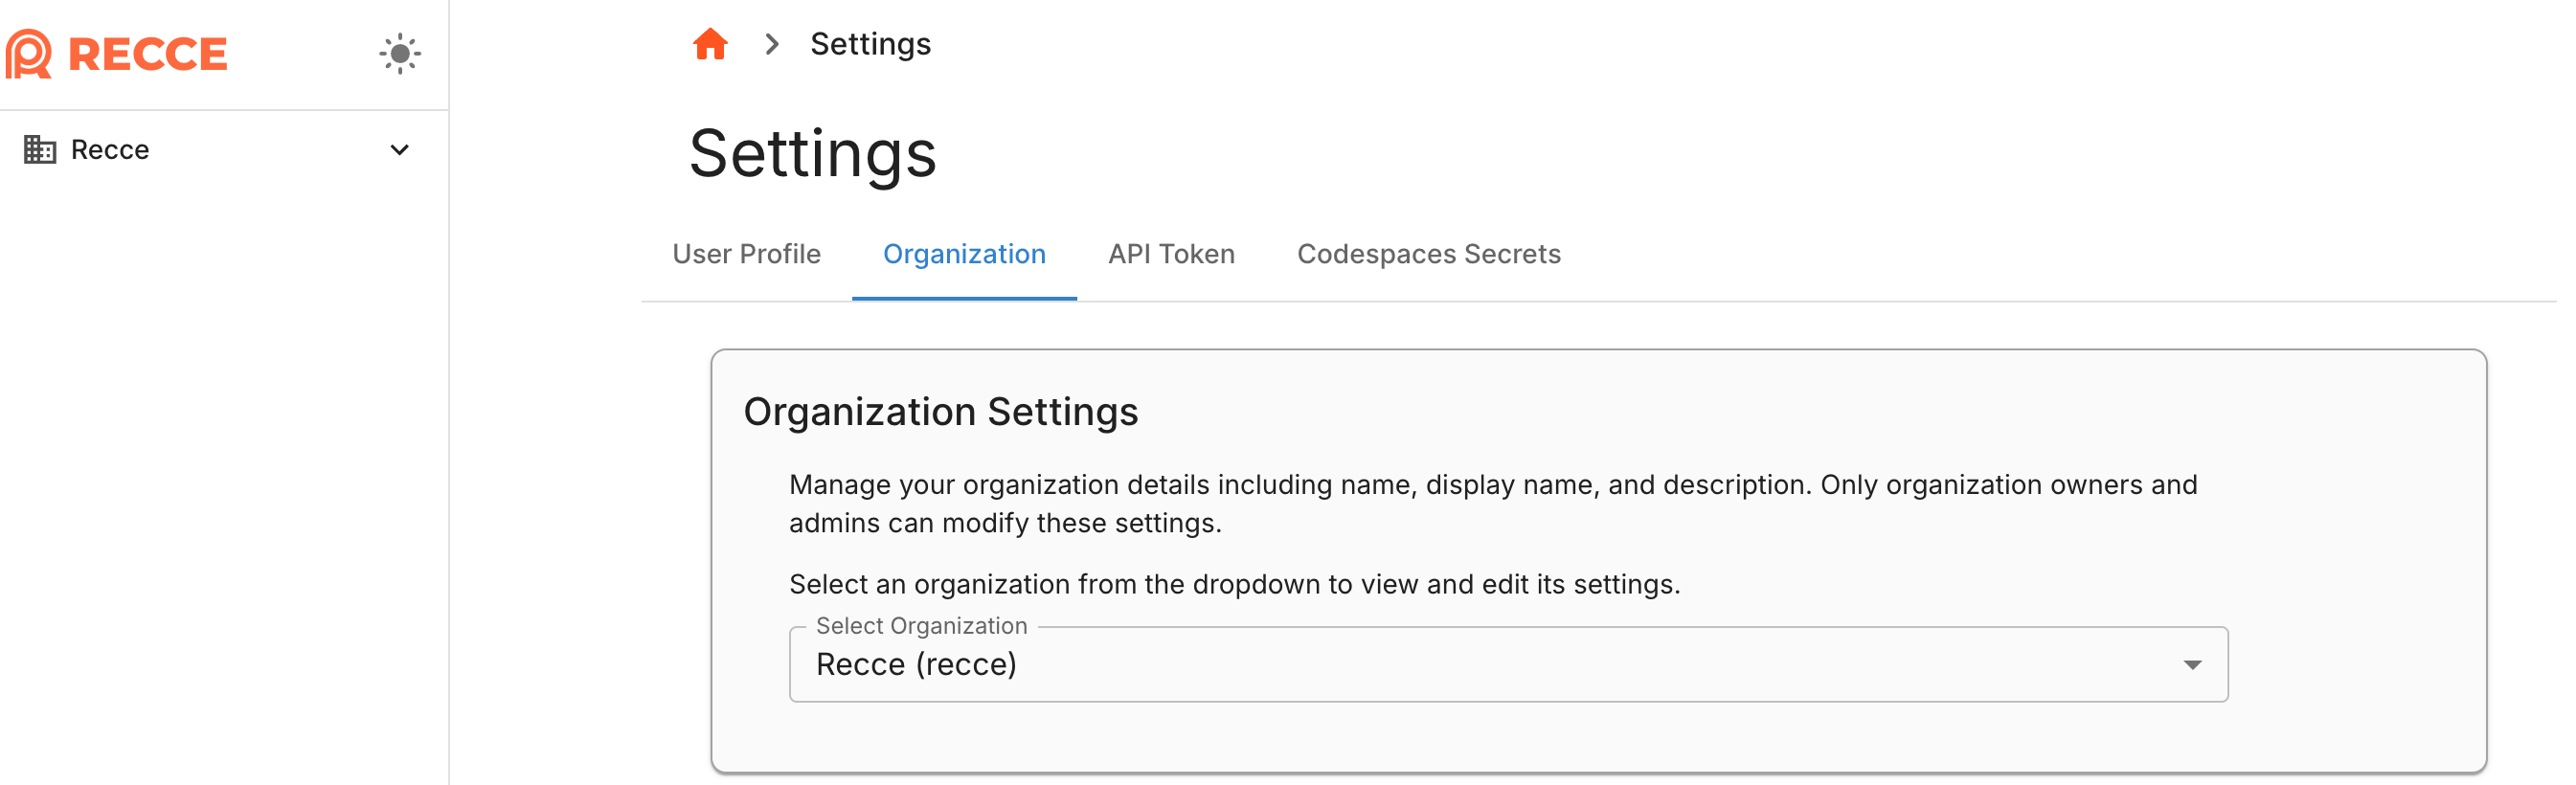 RECCE
Recce
Settings
Settings
User Profile
Organization
API Token
Codespaces Secrets
Organization Settings
Manage your organization details including name, display name, and description. Only organization owners and
admins can modify these settings.
Select an organization from the dropdown to view and edit its settings.
Select Organization
Recce (recce)